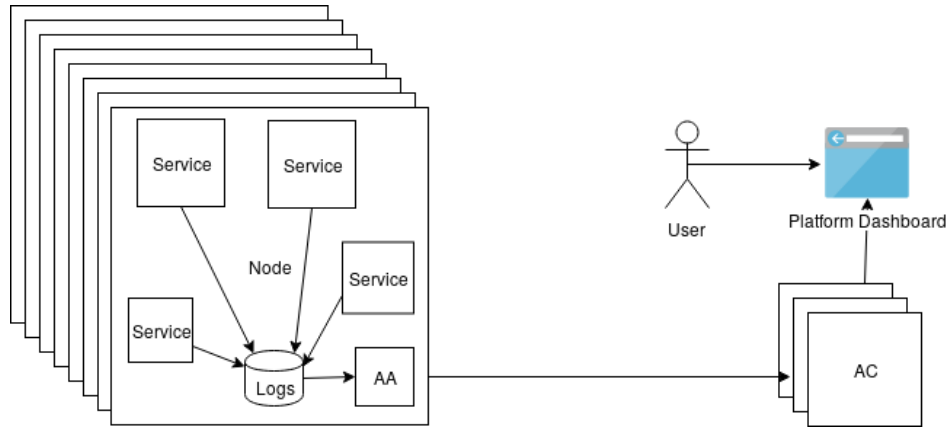 Service
Service
Node
Service
Service
Logs
AA
User
Platform Dashboard
AC